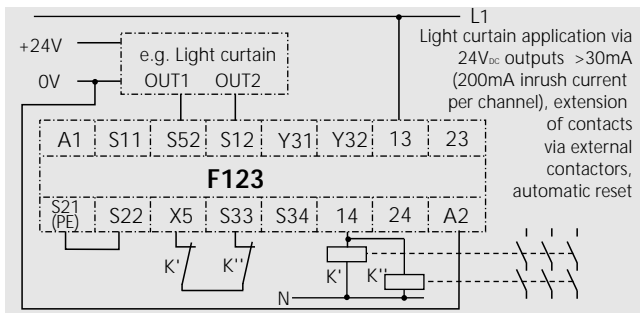 L1
+24V
0V
e.g. Light curtain
OUT1 OUT2
Light curtain application via
24VDC outputs >30mA
(200mA inrush current
per channel), extension
of contacts
via external
contactors,
automatic reset
A1 S11 S52 S12 Y31 Y32 13 23
F123
S21
(PE)
S22 X5 S33 S34 14 24 A2
K' K'' K' K''
N